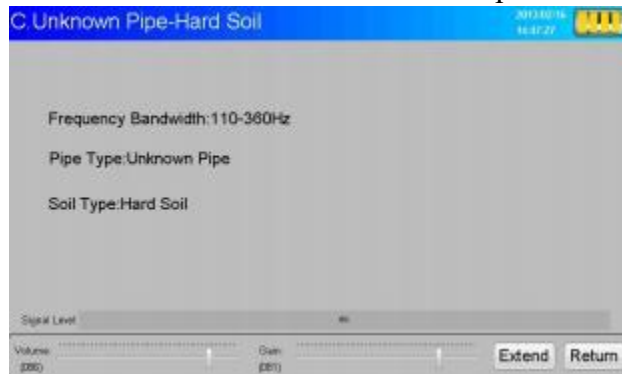 C.Unknown Pipe-Hard Soil
Frequency Bandwidth:110-360Hz
Pipe Type:Unknown Pipe
Soil Type:Hard Soil
Signal Level
Volume
Gain
Extend Return